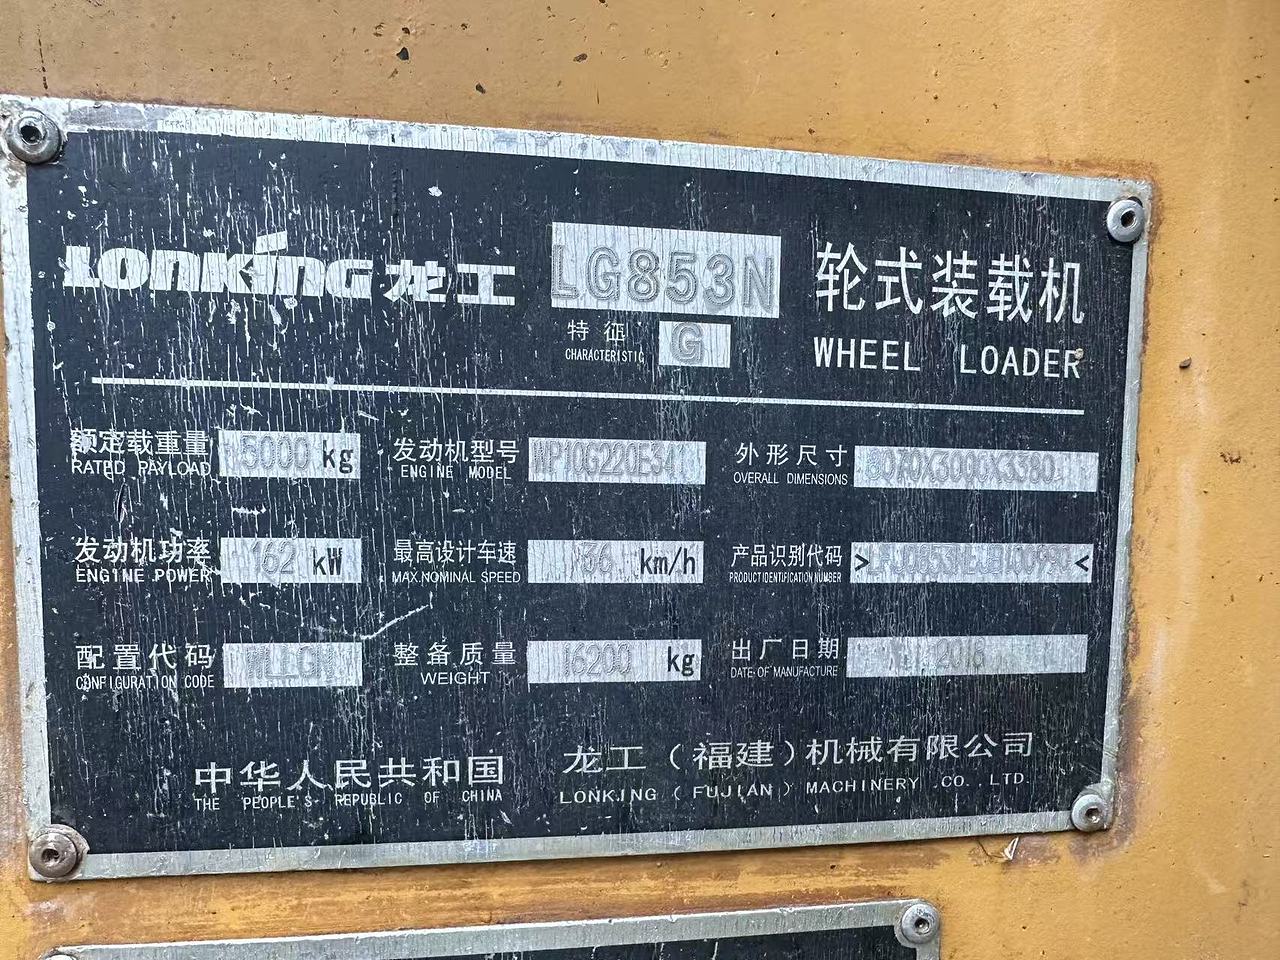 LONKING 龙工 LG853N 轮式装载机
特征 G
CHARACTERISTIC
WHEEL LOADER
额定载重量 5000 kg 发动机型号 外形尺寸
RATED PAYLOAD ENGINE MODEL OVERALL DIMENSIONS
发动机功率 162 kW 最高设计车速 36 km/h 产品识别代码 > <
ENGINE POWER MAX.NOMINAL SPEED PRODUCT IDENTIFICATION NUMBER
配置代码 整备质量 16200 kg 出厂日期 2018
CONFIGURATION CODE WEIGHT DATE OF MANUFACTURE
中华人民共和国 龙工(福建)机械有限公司
THE PEOPLE'S REPUBLIC OF CHINA LONKING (FUJIAN) MACHINERY CO.,LTD.